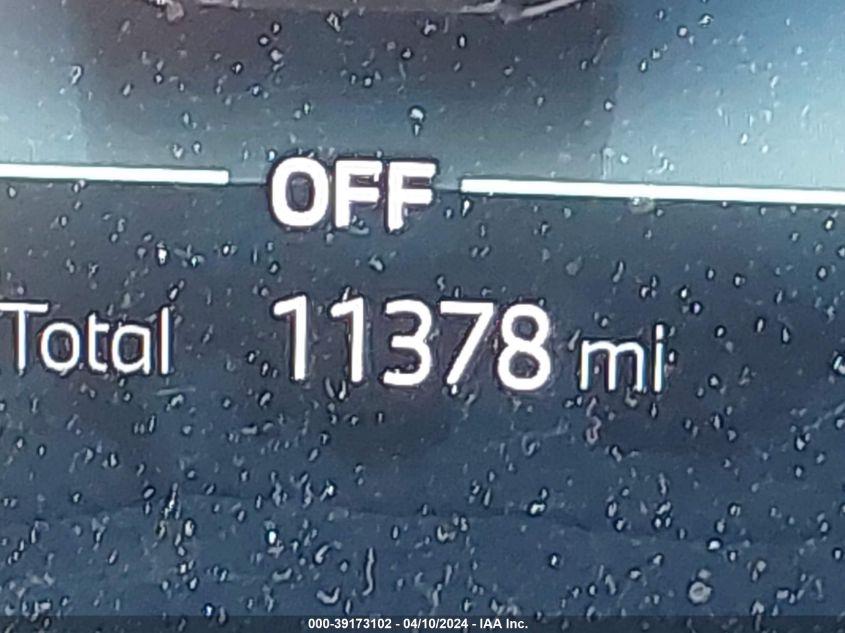 OFF
Total 11378 mi
000-39173102 - 04/10/2024 - IAA Inc.